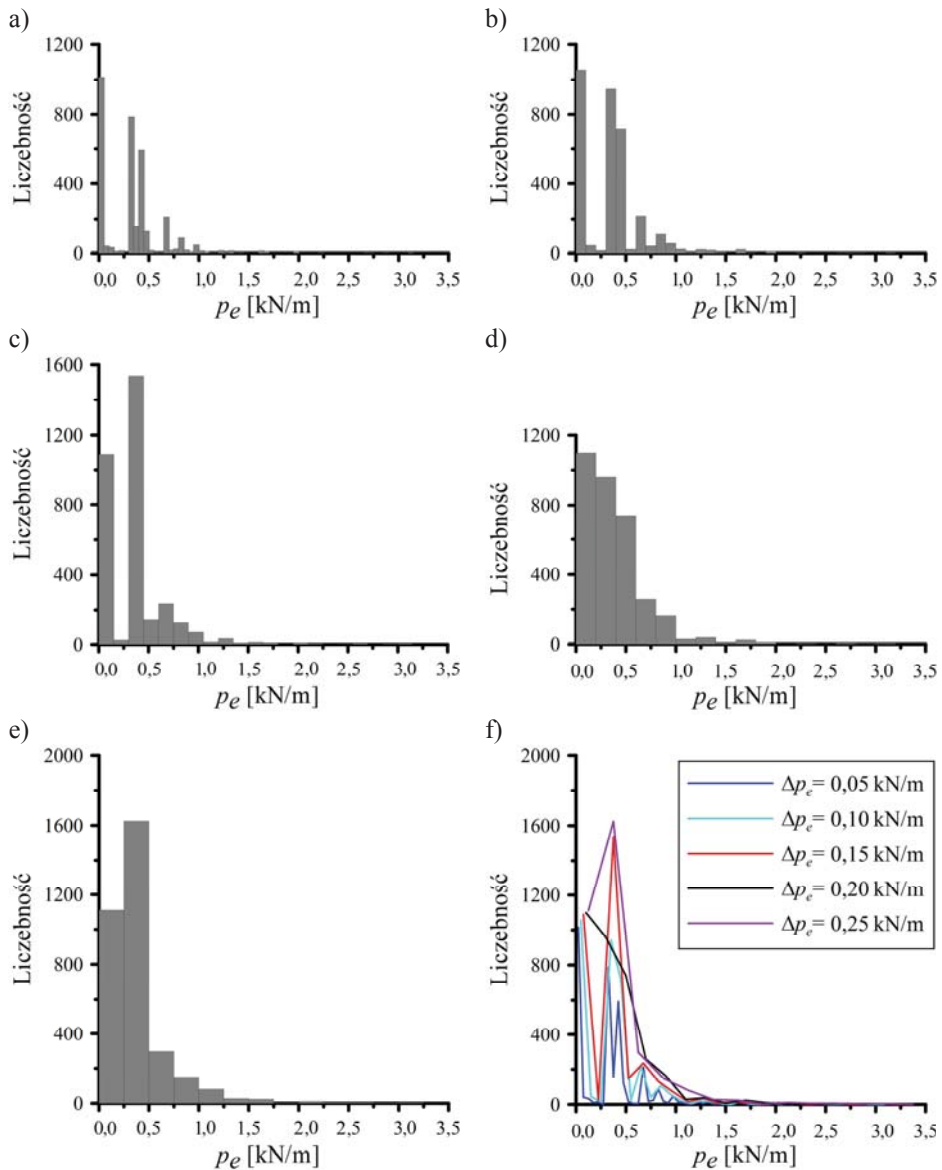 a)
1200
800
400
0
Liczebność
0,0 0,5 1,0 1,5 2,0 2,5 3,0 3,5
pe [kN/m]
b)
1200
800
400
0
Liczebność
0,0 0,5 1,0 1,5 2,0 2,5 3,0 3,5
pe [kN/m]
c)
1600
1200
800
400
0
Liczebność
0,0 0,5 1,0 1,5 2,0 2,5 3,0 3,5
pe [kN/m]
d)
1200
800
400
0
Liczebność
0,0 0,5 1,0 1,5 2,0 2,5 3,0 3,5
pe [kN/m]
e)
2000
1600
1200
800
400
0
Liczebność
0,0 0,5 1,0 1,5 2,0 2,5 3,0 3,5
pe [kN/m]
f)
2000
1600
1200
800
400
0
Liczebność
Δpe= 0,05 kN/m
Δpe= 0,10 kN/m
Δpe= 0,15 kN/m
Δpe= 0,20 kN/m
Δpe= 0,25 kN/m
0,0 0,5 1,0 1,5 2,0 2,5 3,0 3,5
pe [kN/m]